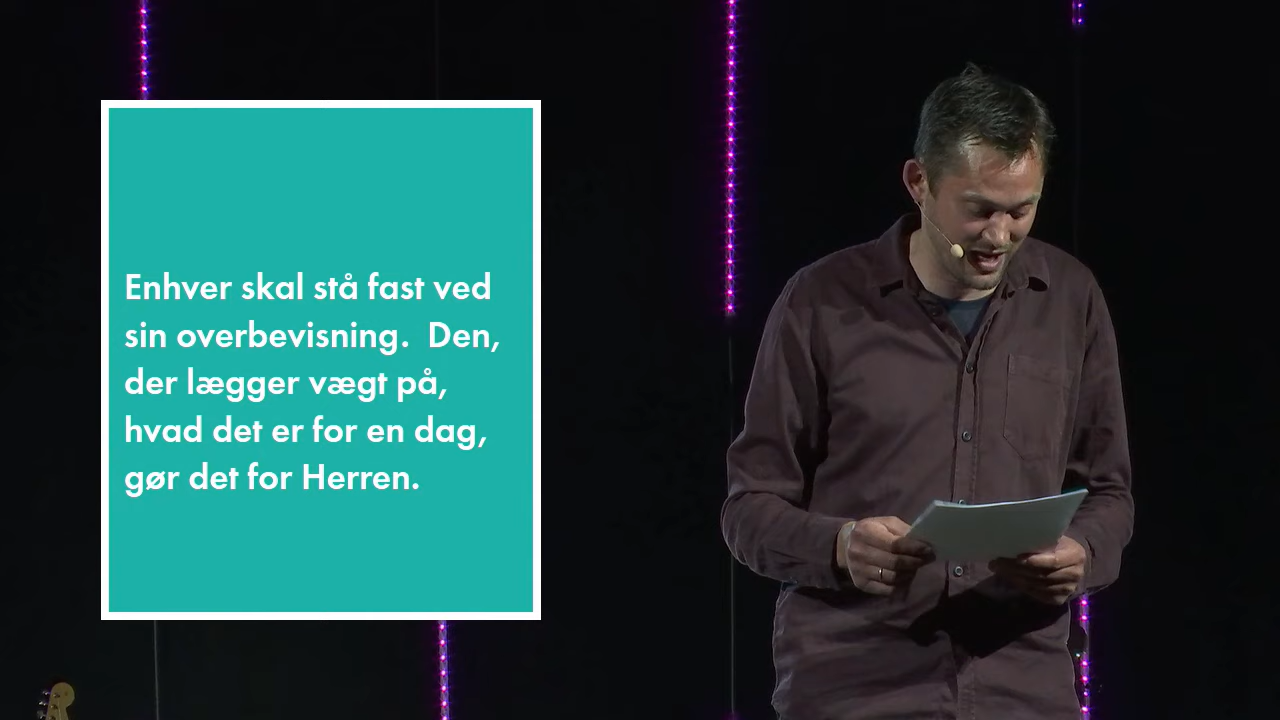 Enhver skal stå fast ved
sin overbevisning.  Den,
der lægger vægt på,
hvad det er for en dag,
gør det for Herren.